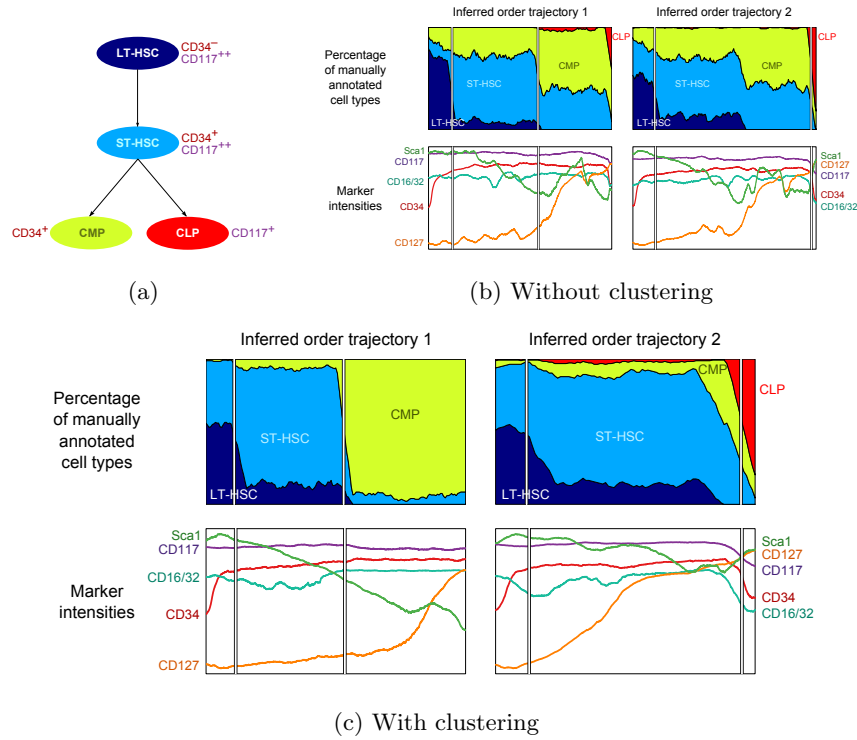 LT-HSC
CD34−
CD117++
ST-HSC
CD34+
CD117++
CD34+
CMP
CLP
CD117+
(a)
Inferred order trajectory 1
Inferred order trajectory 2
Percentage
of manually
annotated
cell types
CLP
CMP
ST-HSC
LT-HSC
CLP
CMP
ST-HSC
LT-HSC
Marker
intensities
Sca1
CD117
CD16/32
CD34
CD127
Sca1
CD127
CD117
CD34
CD16/32
(b) Without clustering
Inferred order trajectory 1
Inferred order trajectory 2
Percentage
of manually
annotated
cell types
ST-HSC
CMP
LT-HSC
CMP
CLP
ST-HSC
LT-HSC
Marker
intensities
Sca1
CD117
CD16/32
CD34
CD127
Sca1
CD127
CD117
CD34
CD16/32
(c) With clustering